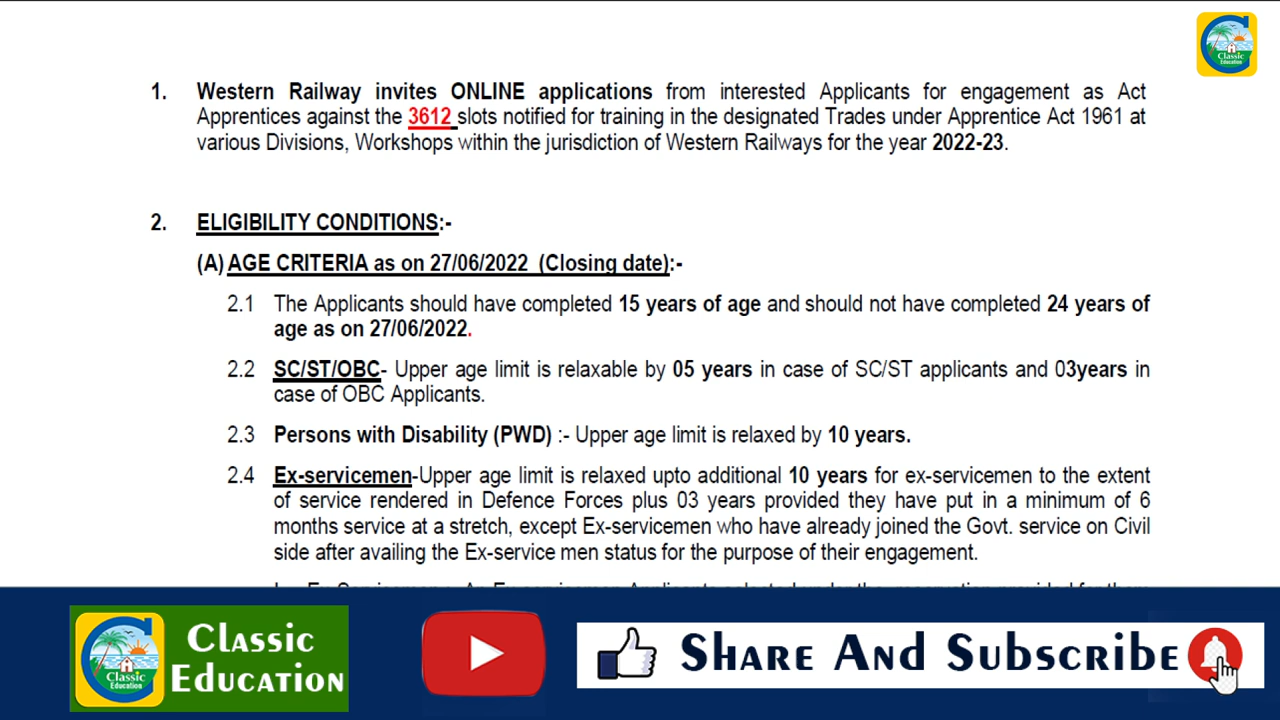 Classic
Education
1. Western Railway invites ONLINE applications from interested Applicants for engagement as Act
Apprentices against the 3612 slots notified for training in the designated Trades under Apprentice Act 1961 at
various Divisions, Workshops within the jurisdiction of Western Railways for the year 2022-23.
2. ELIGIBILITY CONDITIONS:-
(A) AGE CRITERIA as on 27/06/2022 (Closing date):-
2.1 The Applicants should have completed 15 years of age and should not have completed 24 years of
age as on 27/06/2022.
2.2 SC/ST/OBC- Upper age limit is relaxable by 05 years in case of SC/ST applicants and 03years in
case of OBC Applicants.
2.3 Persons with Disability (PWD) :- Upper age limit is relaxed by 10 years.
2.4 Ex-servicemen-Upper age limit is relaxed upto additional 10 years for ex-servicemen to the extent
of service rendered in Defence Forces plus 03 years provided they have put in a minimum of 6
months service at a stretch, except Ex-servicemen who have already joined the Govt. service on Civil
side after availing the Ex-service men status for the purpose of their engagement.
Classic
Education
Classic
Education
Share And Subscribe